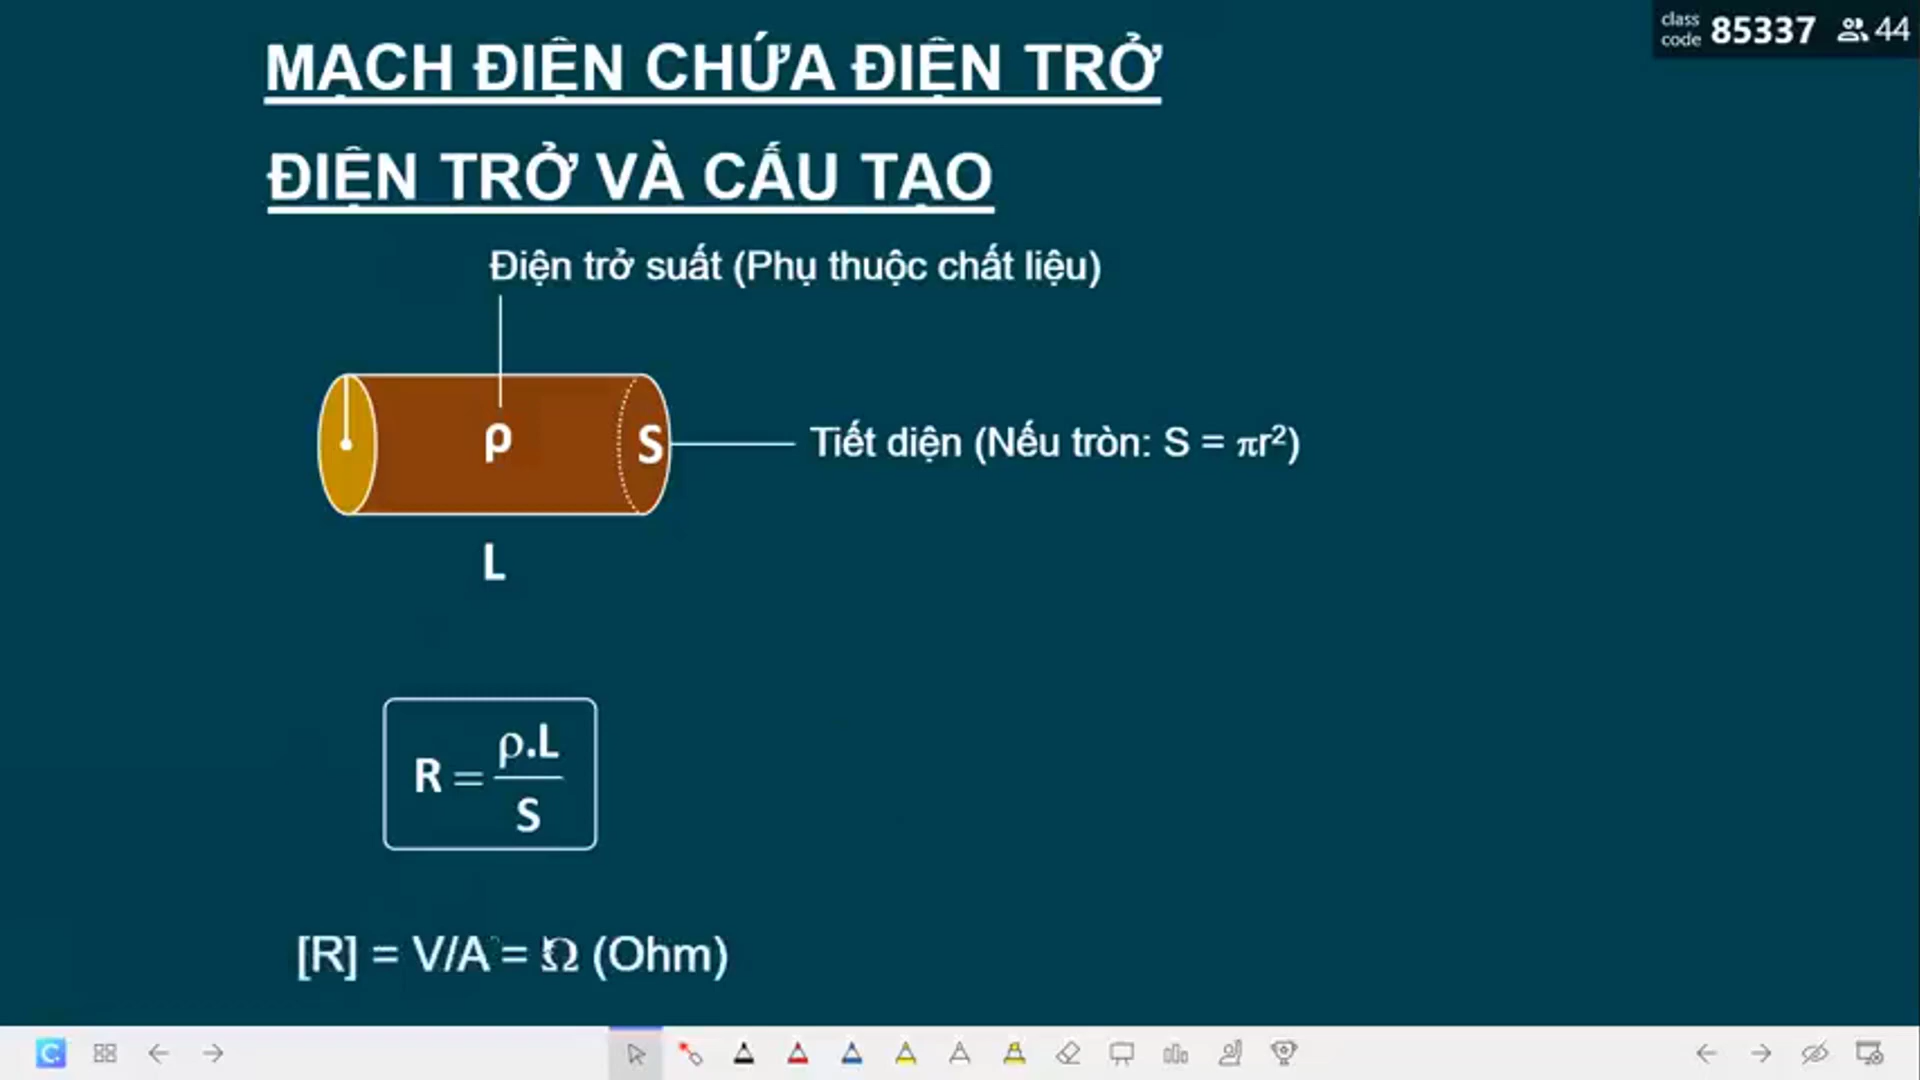 class code 85337 44
MẠCH ĐIỆN CHỨA ĐIỆN TRỞ
ĐIỆN TRỞ VÀ CẤU TẠO
Điện trở suất (Phụ thuộc chất liệu)
ρ
S
Tiết diện (Nếu tròn: S = πr²)
L
R = ρ.L / S
[R] = V/A = Ω (Ohm)